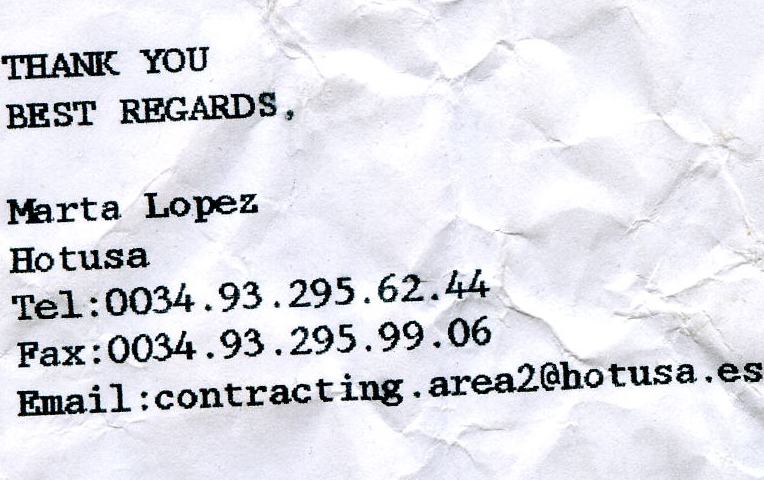 THANK YOU
BEST REGARDS,
Marta Lopez
Hotusa
Tel:0034.93.295.62.44
Fax:0034.93.295.99.06
Email:contracting.area2@hotusa.es